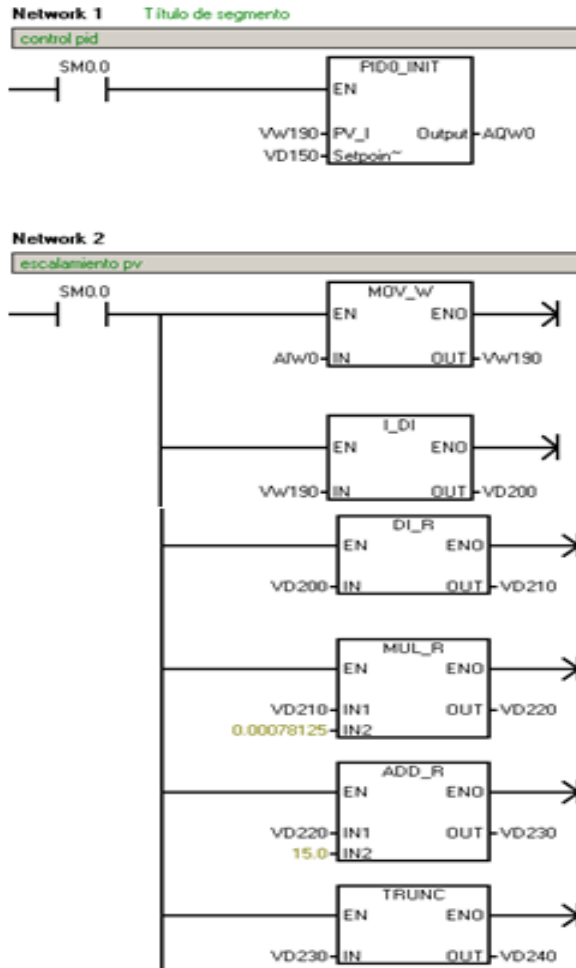 Network 1 Título de segmento
control pid
SM0.0
PID0_INIT
EN
VW190 PV_I Output AQW0
VD150 Setpoin~
Network 2
escalamiento pv
SM0.0
MOV_W
EN ENO
AIW0 IN OUT VW190
I_DI
EN ENO
VW190 IN OUT VD200
DI_R
EN ENO
VD200 IN OUT VD210
MUL_R
EN ENO
VD210 IN1 OUT VD220
0.00078125 IN2
ADD_R
EN ENO
VD220 IN1 OUT VD230
15.0 IN2
TRUNC
EN ENO
VD230 IN OUT VD240